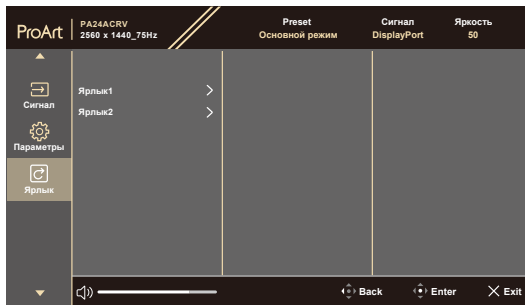 ProArt
PA24ACRV
2560 x 1440_75Hz
Preset
Основной режим
Сигнал
DisplayPort
Яркость
50
Сигнал
Параметры
Ярлык
Ярлык1
Ярлык2
Back
Enter
Exit